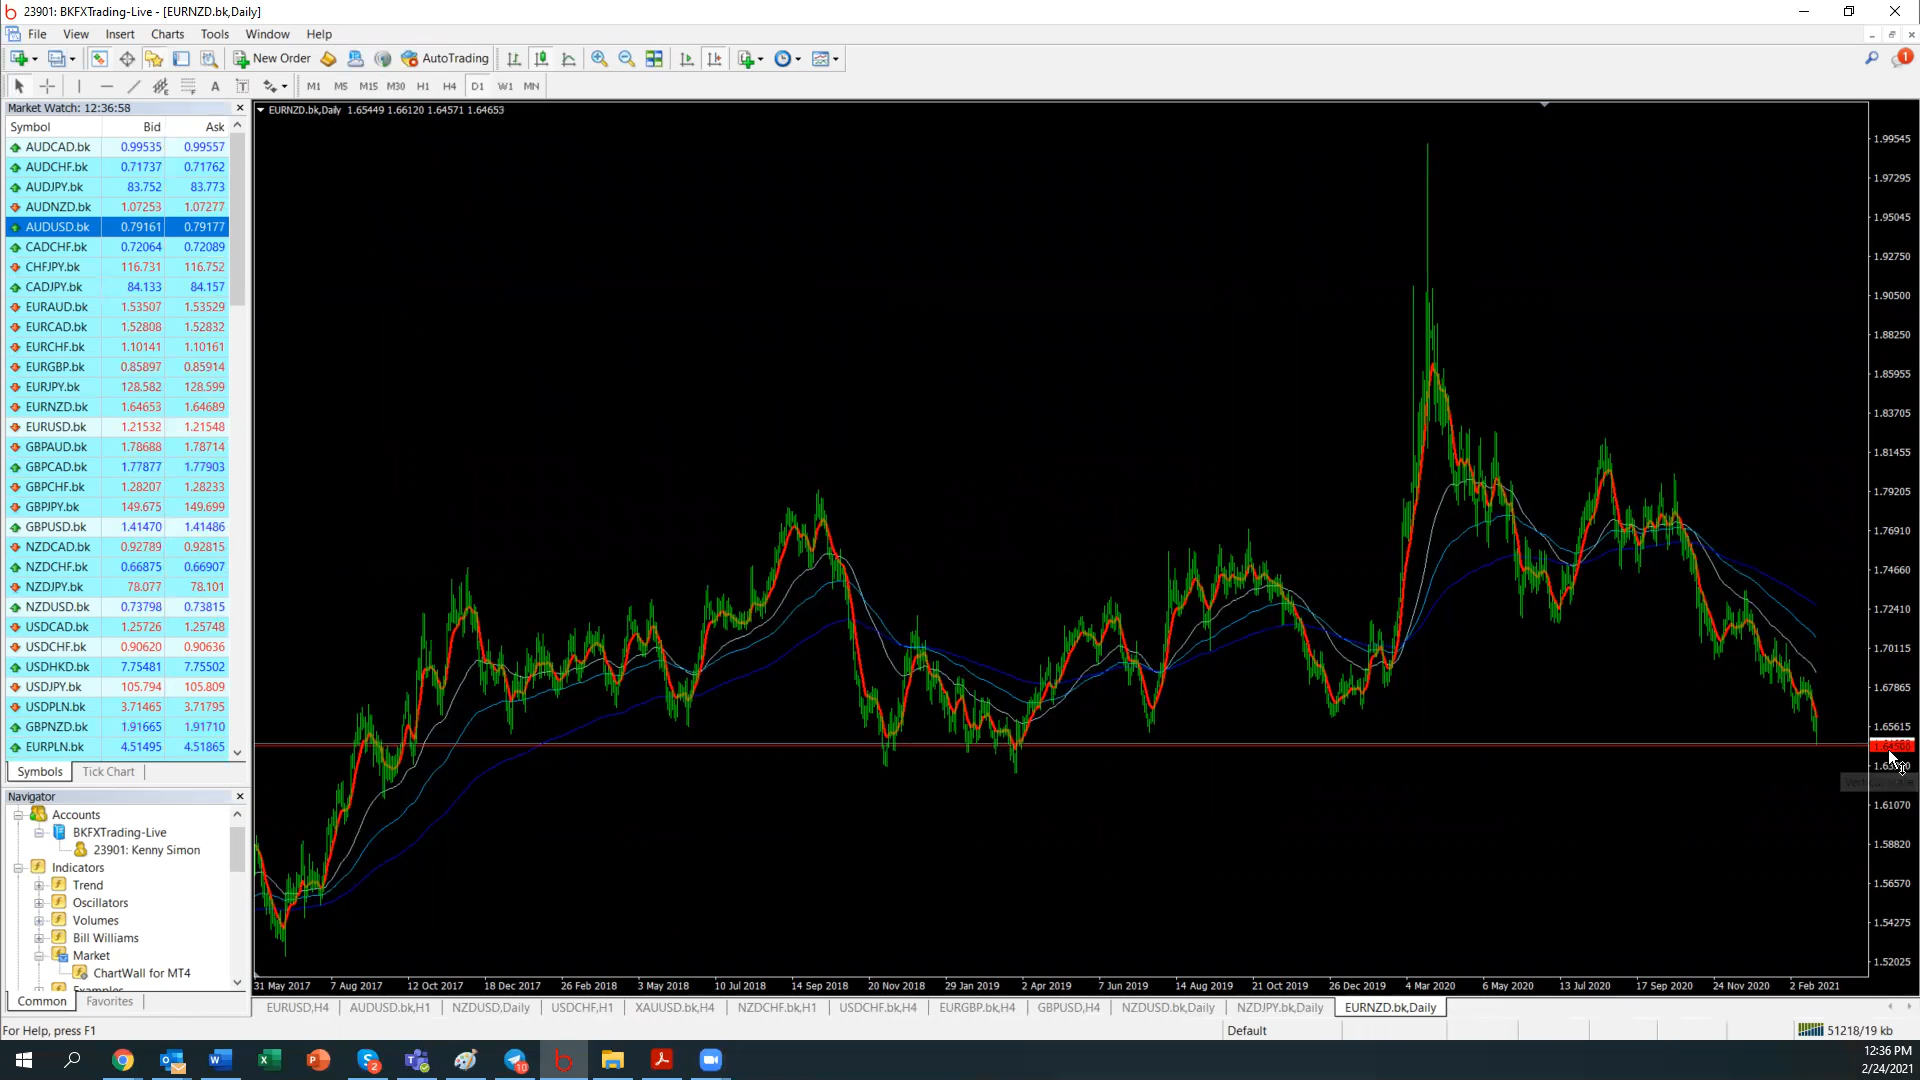 23901: BKFXTrading-Live - [EURNZD.bk,Daily]
File View Insert Charts Tools Window Help
New Order AutoTrading
1
A T M1 M5 M15 M30 H1 H4 D1 W1 MN
Market Watch: 12:36:58
Symbol Bid Ask
AUDCAD.bk 0.99535 0.99557
AUDCHF.bk 0.71737 0.71762
AUDJPY.bk 83.752 83.773
AUDNZD.bk 1.07253 1.07277
AUDUSD.bk 0.79161 0.79177
CADCHF.bk 0.72064 0.72089
CHFJPY.bk 116.731 116.752
CADJPY.bk 84.133 84.157
EURAUD.bk 1.53507 1.53529
EURCAD.bk 1.52808 1.52832
EURCHF.bk 1.10141 1.10161
EURGBP.bk 0.85897 0.85914
EURJPY.bk 128.582 128.599
EURNZD.bk 1.64653 1.64689
EURUSD.bk 1.21532 1.21548
GBPAUD.bk 1.78688 1.78714
GBPCAD.bk 1.77877 1.77903
GBPCHF.bk 1.28207 1.28233
GBPJPY.bk 149.675 149.699
GBPUSD.bk 1.41470 1.41486
NZDCAD.bk 0.92789 0.92815
NZDCHF.bk 0.66875 0.66907
NZDJPY.bk 78.077 78.101
NZDUSD.bk 0.73798 0.73815
USDCAD.bk 1.25726 1.25748
USDCHF.bk 0.90620 0.90636
USDHKD.bk 7.75481 7.75502
USDJPY.bk 105.794 105.809
USDPLN.bk 3.71465 3.71795
GBPNZD.bk 1.91665 1.91710
EURPLN.bk 4.51495 4.51865
Symbols Tick Chart
Navigator
Accounts
BKFXTrading-Live
23901: Kenny Simon
Indicators
Trend
Oscillators
Volumes
Bill Williams
Market
ChartWall for MT4
Examples
Common Favorites
EURNZD.bk,Daily 1.65449 1.66120 1.64571 1.64653
1.99545
1.97295
1.95045
1.92750
1.90500
1.88250
1.85955
1.83705
1.81455
1.79205
1.76910
1.74660
1.72410
1.70115
1.67865
1.65615
1.64500
1.61070
1.58820
1.56570
1.54275
1.52025
31 May 2017 7 Aug 2017 12 Oct 2017 18 Dec 2017 26 Feb 2018 3 May 2018 10 Jul 2018 14 Sep 2018 20 Nov 2018 29 Jan 2019 2 Apr 2019 7 Jun 2019 14 Aug 2019 21 Oct 2019 26 Dec 2019 4 Mar 2020 6 May 2020 13 Jul 2020 17 Sep 2020 24 Nov 2020 2 Feb 2021
EURUSD,H4 AUDUSD.bk,H1 NZDUSD,Daily USDCHF,H1 XAUUSD.bk,H4 NZDCHF.bk,H1 USDCHF.bk,H4 EURGBP.bk,H4 GBPUSD,H4 NZDUSD.bk,Daily NZDJPY.bk,Daily EURNZD.bk,Daily
For Help, press F1 Default 51218/19 kb
2
10
12:36 PM
2/24/2021